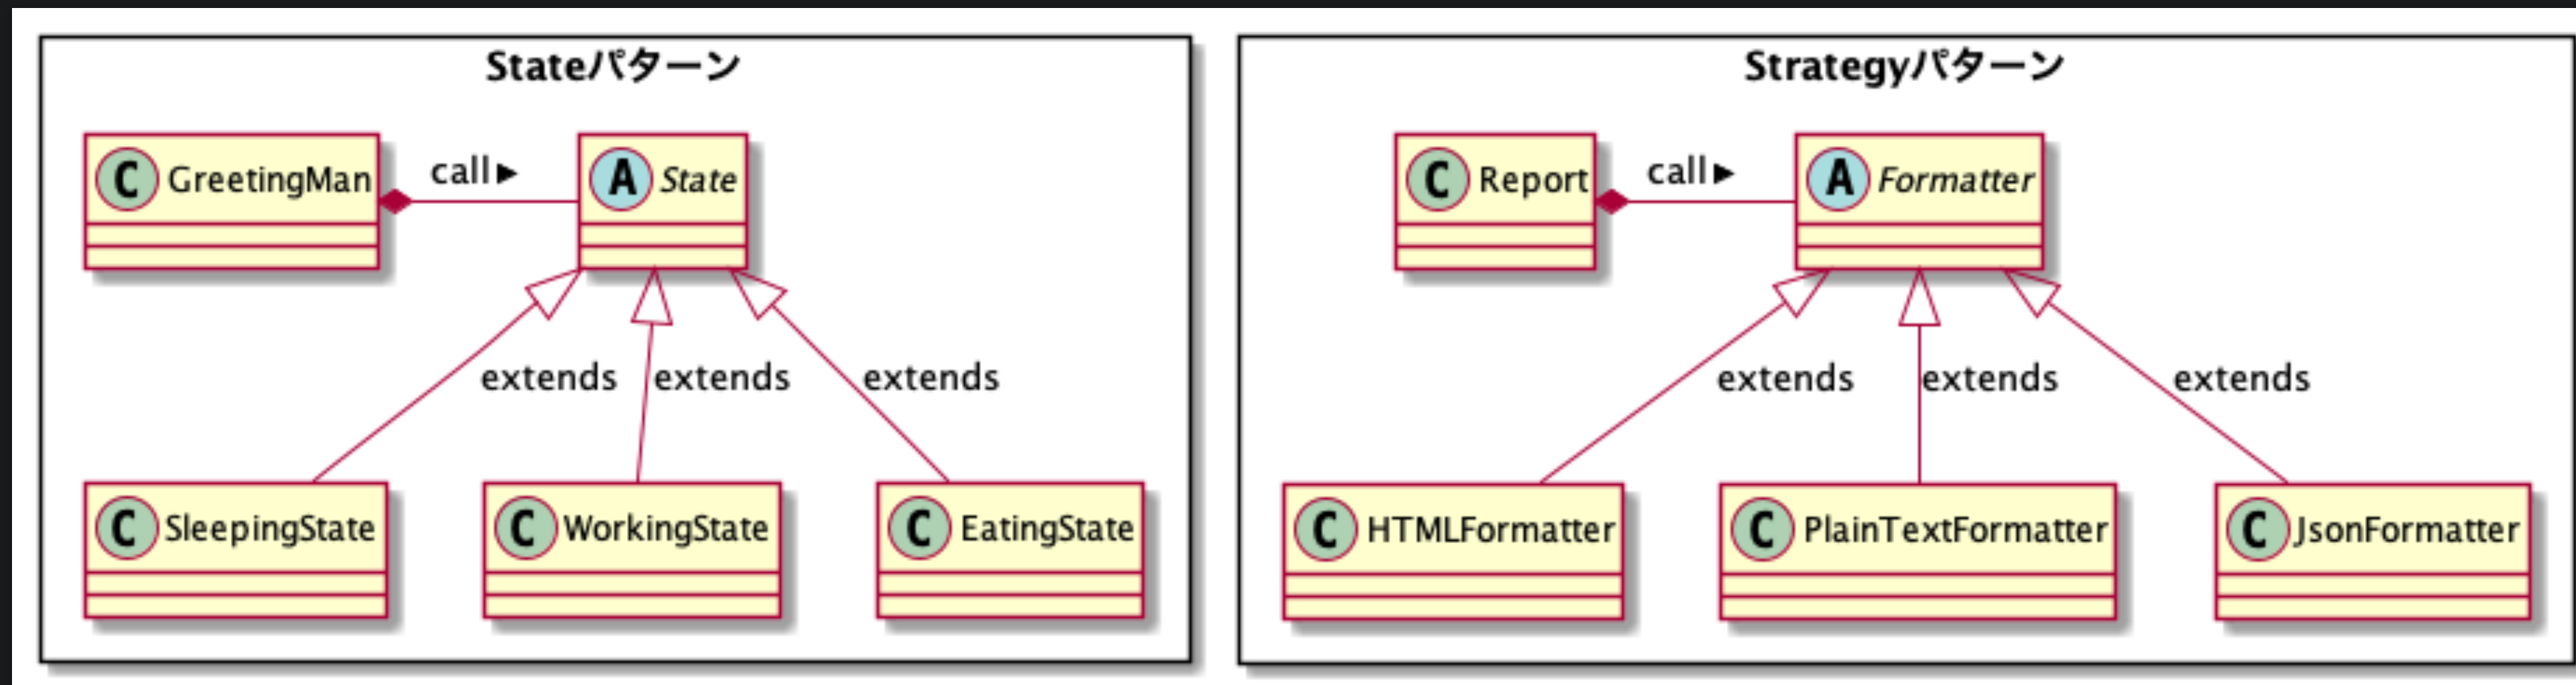 Stateパターン
C GreetingMan
call▶
A State
extends
extends
extends
C SleepingState
C WorkingState
C EatingState
Strategyパターン
C Report
call▶
A Formatter
extends
extends
extends
C HTMLFormatter
C PlainTextFormatter
C JsonFormatter